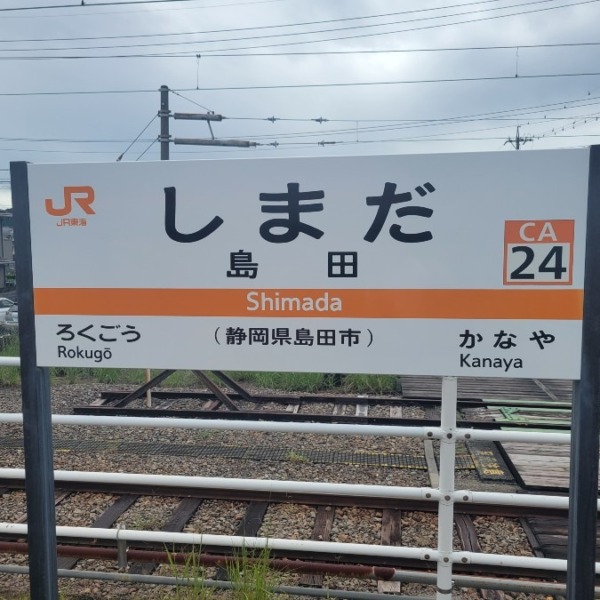 JR
JR東海
しまだ
島田
CA
24
Shimada
ろくごう
Rokugō
(静岡県島田市)
かなや
Kanaya